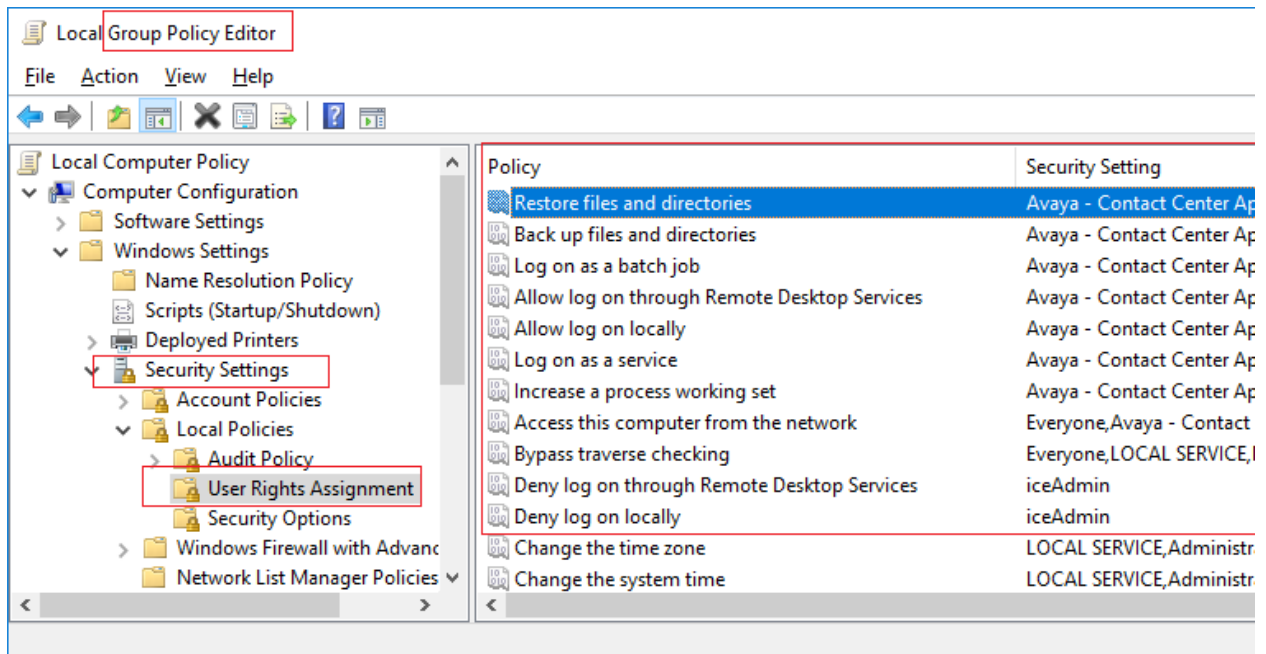 Local Group Policy Editor
File Action View Help
Local Computer Policy
Computer Configuration
Software Settings
Windows Settings
Name Resolution Policy
Scripts (Startup/Shutdown)
Deployed Printers
Security Settings
Account Policies
Local Policies
Audit Policy
User Rights Assignment
Security Options
Windows Firewall with Advanc
Network List Manager Policies
Policy Security Setting
Restore files and directories Avaya - Contact Center Ap
Back up files and directories Avaya - Contact Center Ap
Log on as a batch job Avaya - Contact Center Ap
Allow log on through Remote Desktop Services Avaya - Contact Center Ap
Allow log on locally Avaya - Contact Center Ap
Log on as a service Avaya - Contact Center Ap
Increase a process working set Avaya - Contact Center Ap
Access this computer from the network Everyone,Avaya - Contact
Bypass traverse checking Everyone,LOCAL SERVICE,
Deny log on through Remote Desktop Services iceAdmin
Deny log on locally iceAdmin
Change the time zone LOCAL SERVICE,Administr
Change the system time LOCAL SERVICE,Administr